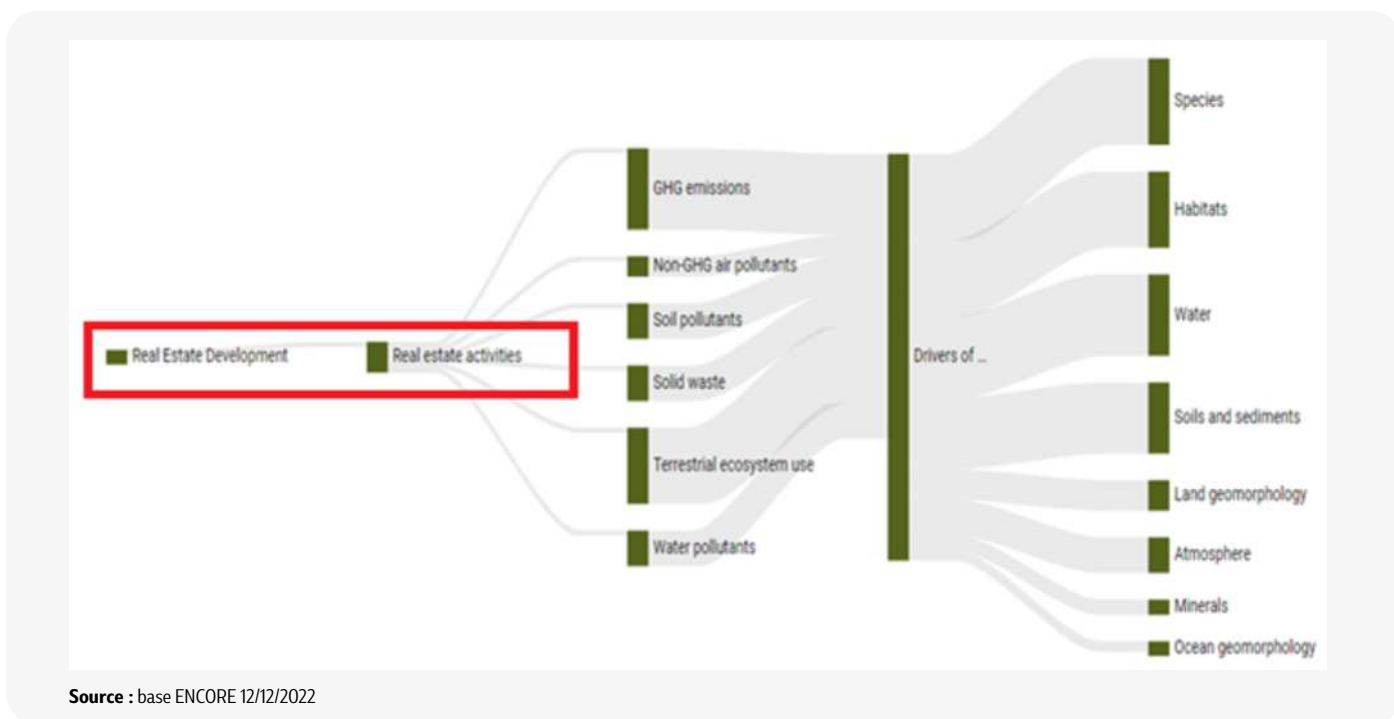 Real Estate Development
Real estate activities
GHG emissions
Non-GHG air pollutants
Soil pollutants
Solid waste
Terrestrial ecosystem use
Water pollutants
Drivers of ...
Species
Habitats
Water
Soils and sediments
Land geomorphology
Atmosphere
Minerals
Ocean geomorphology
Source : base ENCORE 12/12/2022